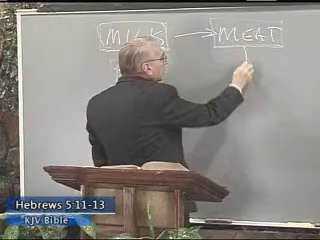 MILK → MEAT
Hebrews 5:11-13
KJV Bible